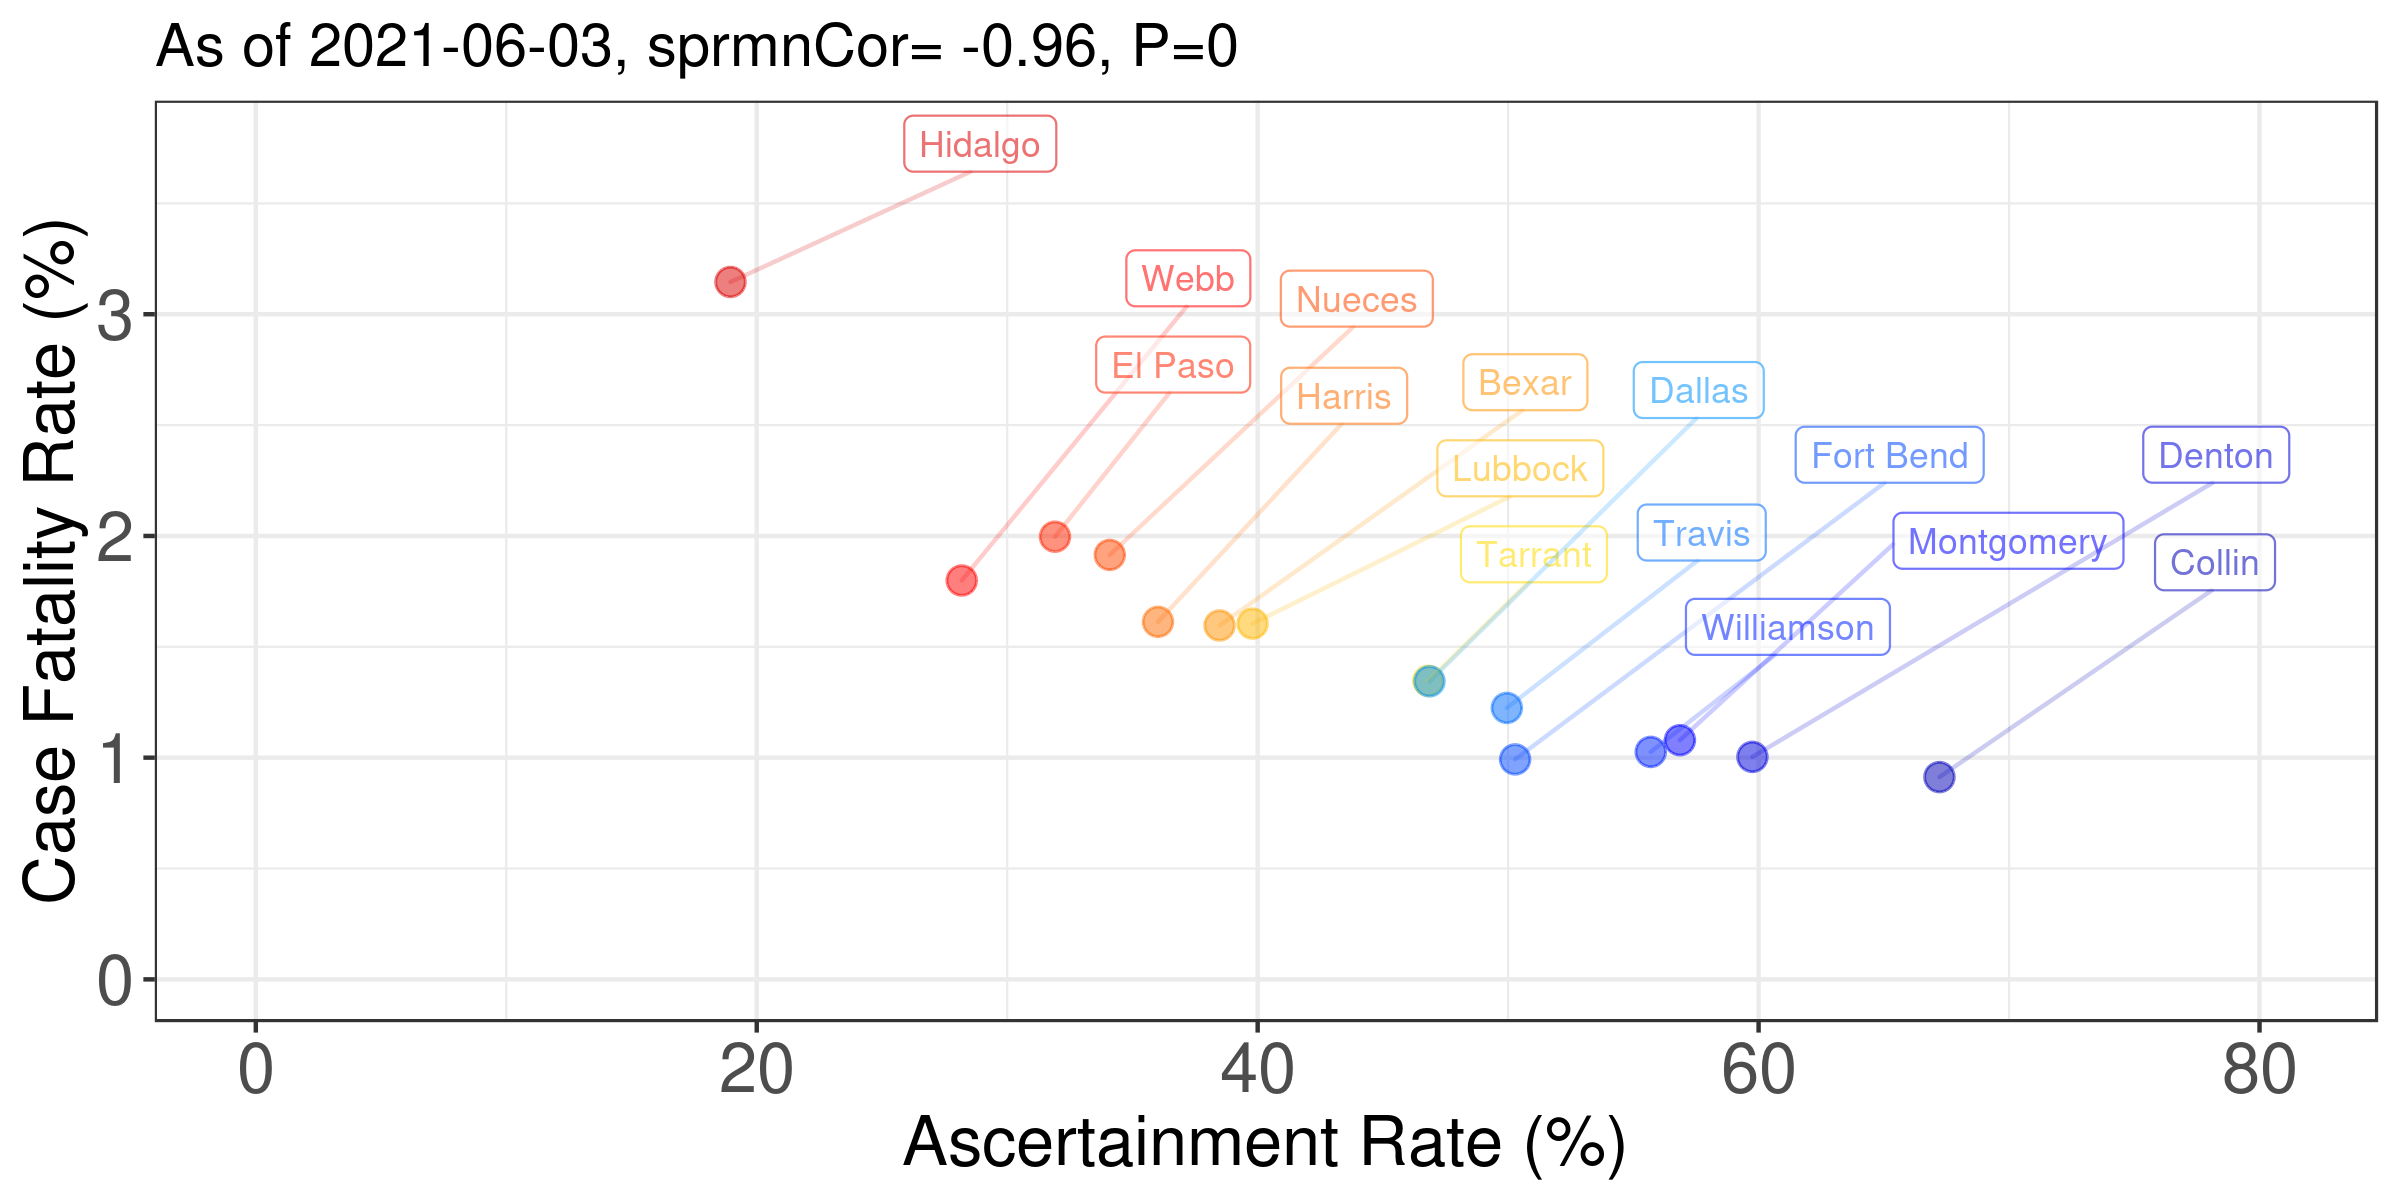 As of 2021-06-03, sprmnCor= -0.96, P=0
Case Fatality Rate (%)
3
2
1
0
Hidalgo
Webb
Nueces
El Paso
Harris
Bexar
Dallas
Lubbock
Fort Bend
Denton
Tarrant
Travis
Montgomery
Collin
Williamson
0 20 40 60 80
Ascertainment Rate (%)